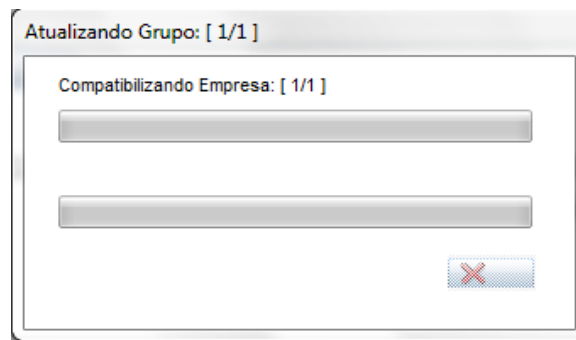 Atualizando Grupo: [ 1/1 ]
Compatibilizando Empresa: [ 1/1 ]